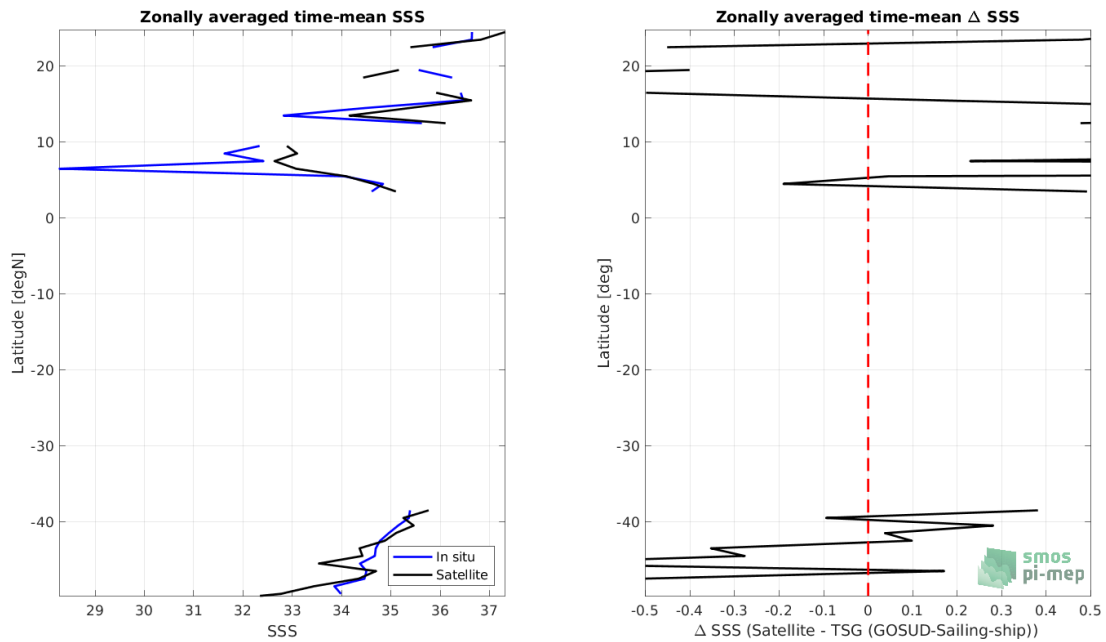 Zonally averaged time-mean SSS
20
10
0
-10
-20
-30
-40
Latitude [degN]
29 30 31 32 33 34 35 36 37
SSS
In situ
Satellite
Zonally averaged time-mean Δ SSS
20
10
0
-10
-20
-30
-40
Latitude [deg]
-0.5 -0.4 -0.3 -0.2 -0.1 0 0.1 0.2 0.3 0.4 0.5
Δ SSS (Satellite - TSG (GOSUD-Sailing-ship))
smos
pi-mep